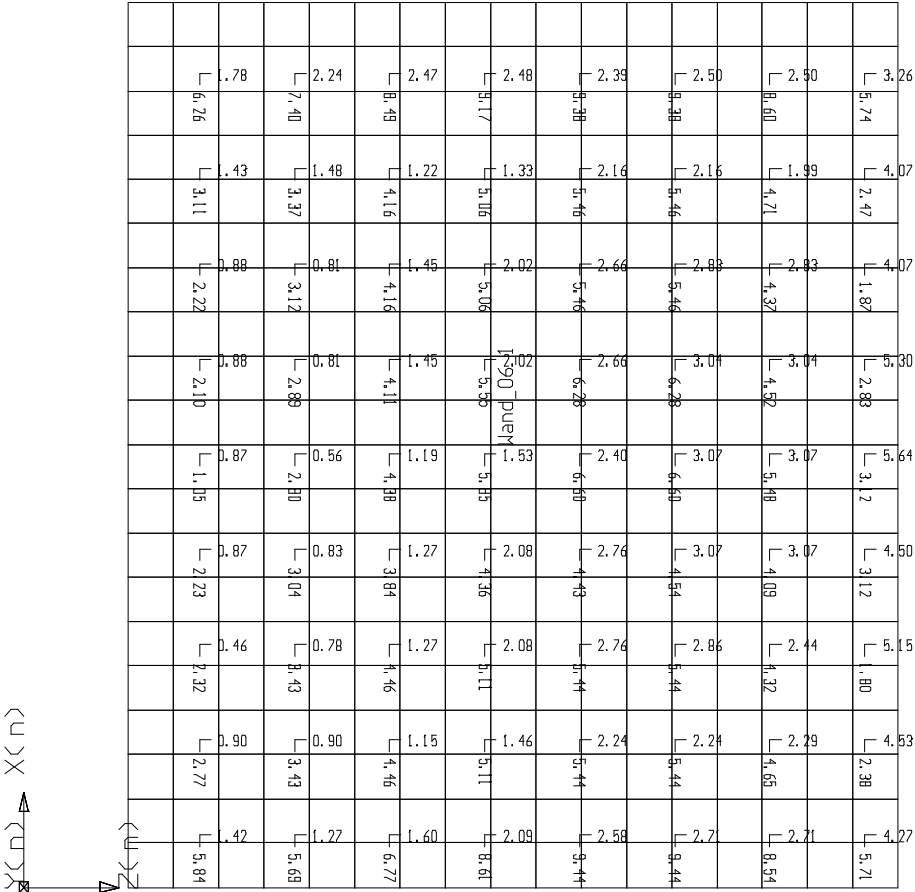 1.78 2.24 2.47 2.48 2.39 2.50 2.50 3.26
6.26 7.40 8.49 9.17 9.38 9.38 8.60 5.74
1.43 1.48 1.22 1.33 2.16 2.16 1.99 4.07
3.11 3.37 4.16 5.06 5.46 5.46 4.71 2.47
0.88 0.81 1.45 2.02 2.66 2.83 2.83 4.07
2.22 3.12 4.16 5.06 5.46 5.46 4.37 1.87
0.88 0.81 1.45 2.02 2.66 3.04 3.04 5.30
2.10 2.89 4.11 6.28 6.28 4.52 2.83
0.87 0.56 1.19 1.53 2.40 3.07 3.07 5.64
2.80 4.38 6.60 6.60 5.48 3.12
0.87 0.83 1.27 2.08 2.76 3.07 3.07 4.50
2.23 3.04 3.84 4.36 4.43 4.54 4.09 3.12
0.46 0.78 1.27 2.08 2.76 2.86 2.44 5.15
2.32 3.43 4.46 5.11 5.44 5.44 4.32 1.80
0.90 0.90 1.15 1.46 2.24 2.24 2.29 4.53
2.77 3.43 4.46 5.11 5.44 5.44 4.65 2.38
1.42 1.27 1.60 2.09 2.58 2.71 2.71 4.27
5.84 5.69 6.77 8.61 9.44 9.44 8.54 5.71
X(m)
Y(m)
Z(m)